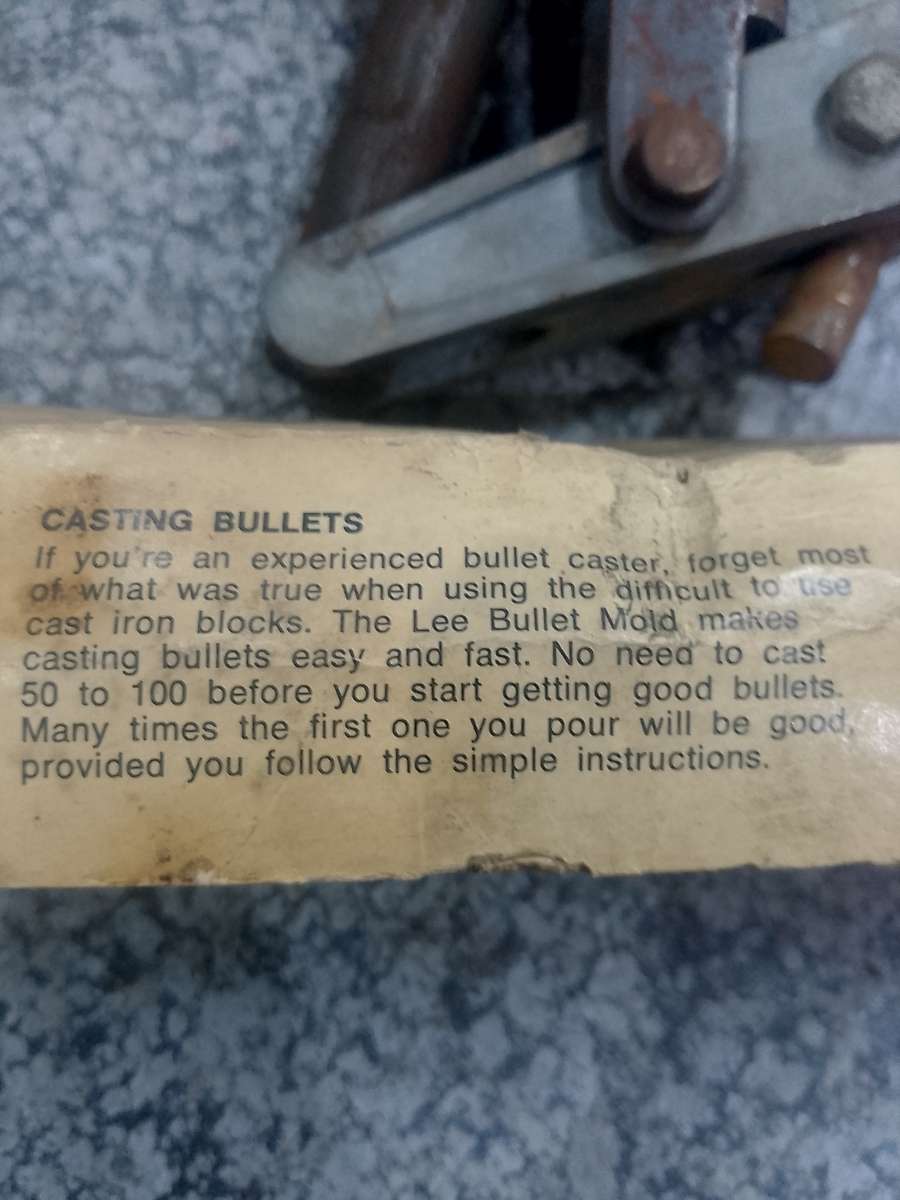 CASTING BULLETS
If you're an experienced bullet caster, forget most
of what was true when using the difficult to use
cast iron blocks. The Lee Bullet Mold makes
casting bullets easy and fast. No need to cast
50 to 100 before you start getting good bullets.
Many times the first one you pour will be good,
provided you follow the simple instructions.